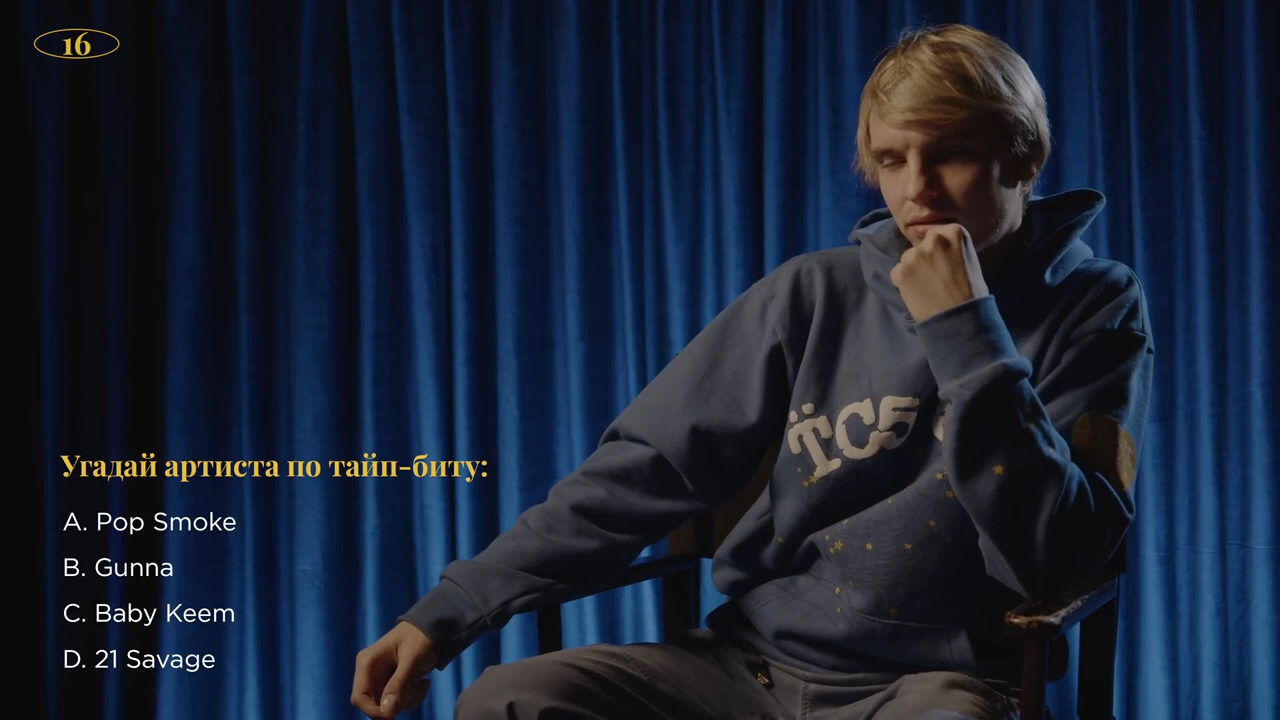 16
Угадай артиста по тайп-биту:
A. Pop Smoke
B. Gunna
C. Baby Keem
D. 21 Savage